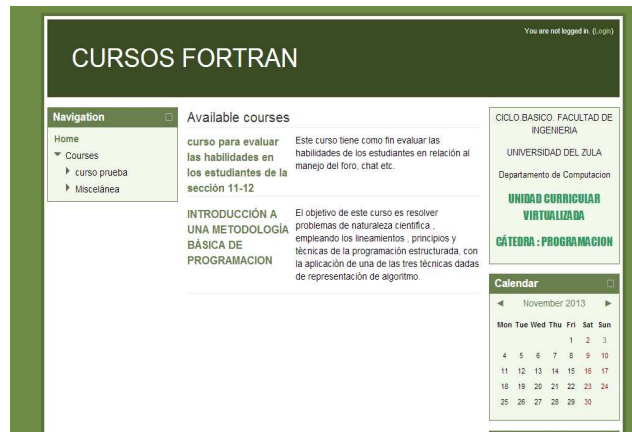 You are not logged in. (Login)
CURSOS FORTRAN
Navigation
Home
Courses
curso prueba
Miscelánea
Available courses
curso para evaluar
las habilidades en
los estudiantes de la
sección 11-12
Este curso tiene como fin evaluar las
habilidades de los estudiantes en relación al
manejo del foro, chat etc.
INTRODUCCIÓN A
UNA METODOLOGÍA
BÁSICA DE
PROGRAMACION
El objetivo de este curso es resolver
problemas de naturaleza cientifica ,
empleando los lineamientos , principios y
técnicas de la programación estructurada, con
la aplicación de una de las tres técnicas dadas
de representación de algoritmo.
CICLO.BASICO. FACULTAD DE
INGENIERIA
UNIVERSIDAD DEL ZULA
Departamento de Computacion
UNIDAD CURRICULAR
VIRTUALIZADA
CÁTEDRA : PROGRAMACION
Calendar
◄ November 2013 ►
Mon Tue Wed Thu Fri Sat Sun
1 2 3
4 5 6 7 8 9 10
11 12 13 14 15 16 17
18 19 20 21 22 23 24
25 26 27 28 29 30